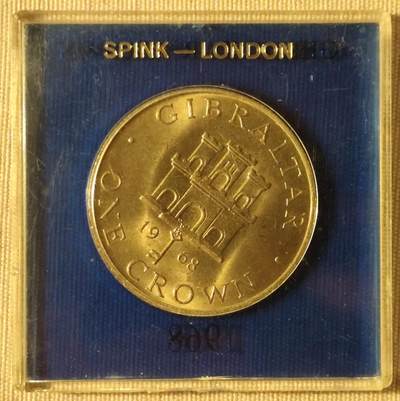 SPINK — LONDON
GIBRALTAR
19 68
ONE CROWN